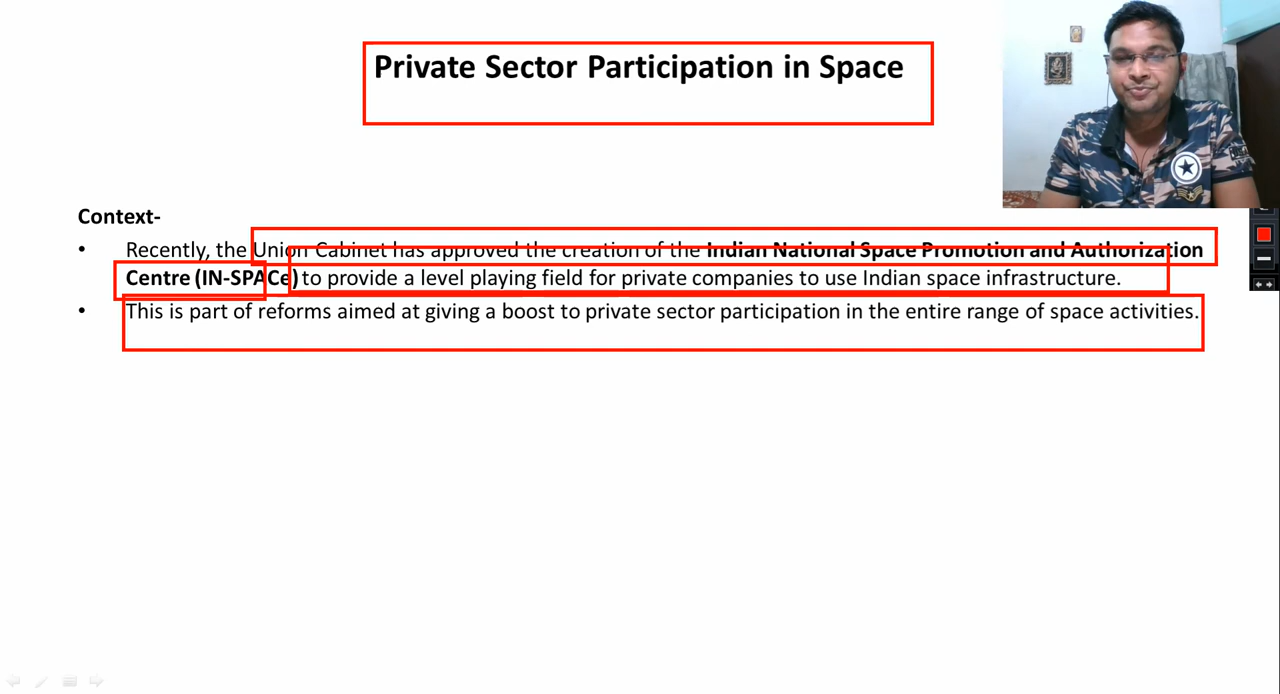 Private Sector Participation in Space
Context-
• Recently, the Union Cabinet has approved the creation of the Indian National Space Promotion and Authorization
Centre (IN-SPACe) to provide a level playing field for private companies to use Indian space infrastructure.
• This is part of reforms aimed at giving a boost to private sector participation in the entire range of space activities.